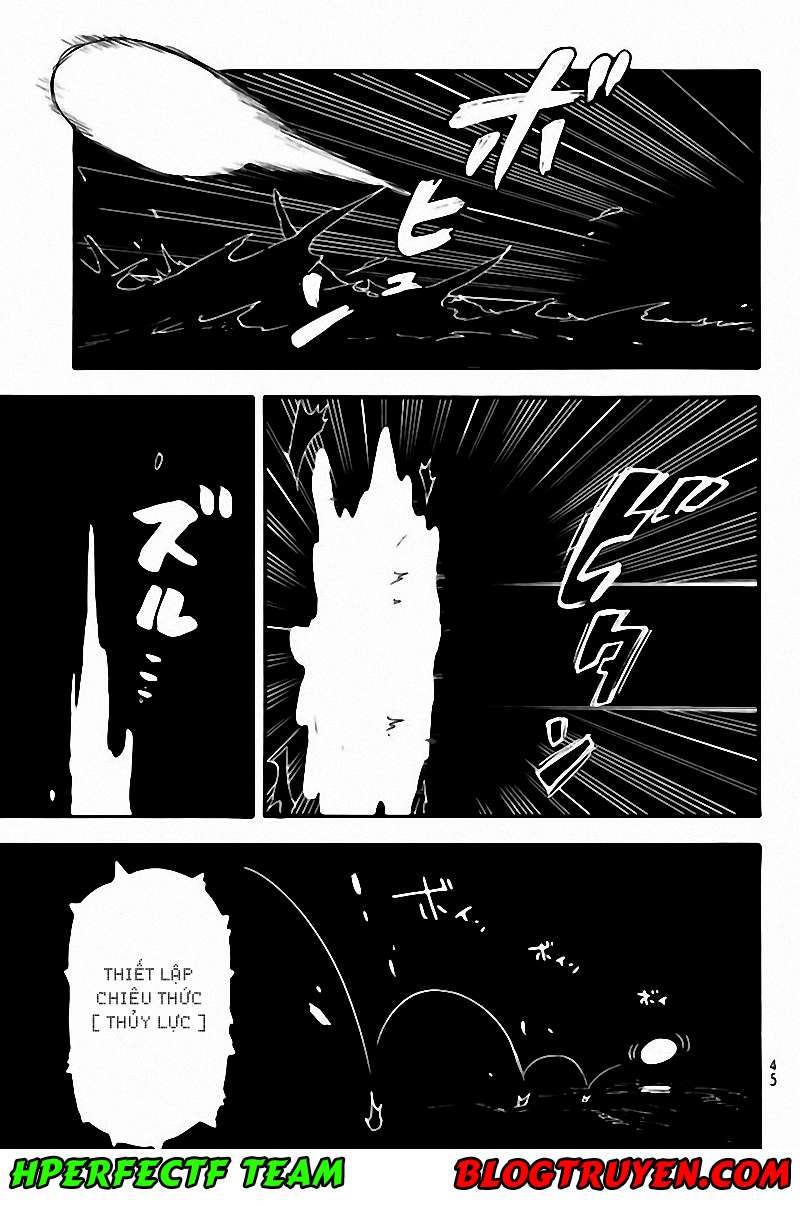 ボヒュン
ビタン
ズル
ボィ...
ボィ...
ボィ
THIẾT LẬP
CHIÊU THỨC
[ THỦY LỰC ]
45
HPERFECTF TEAM
BLOGTRUYEN.COM